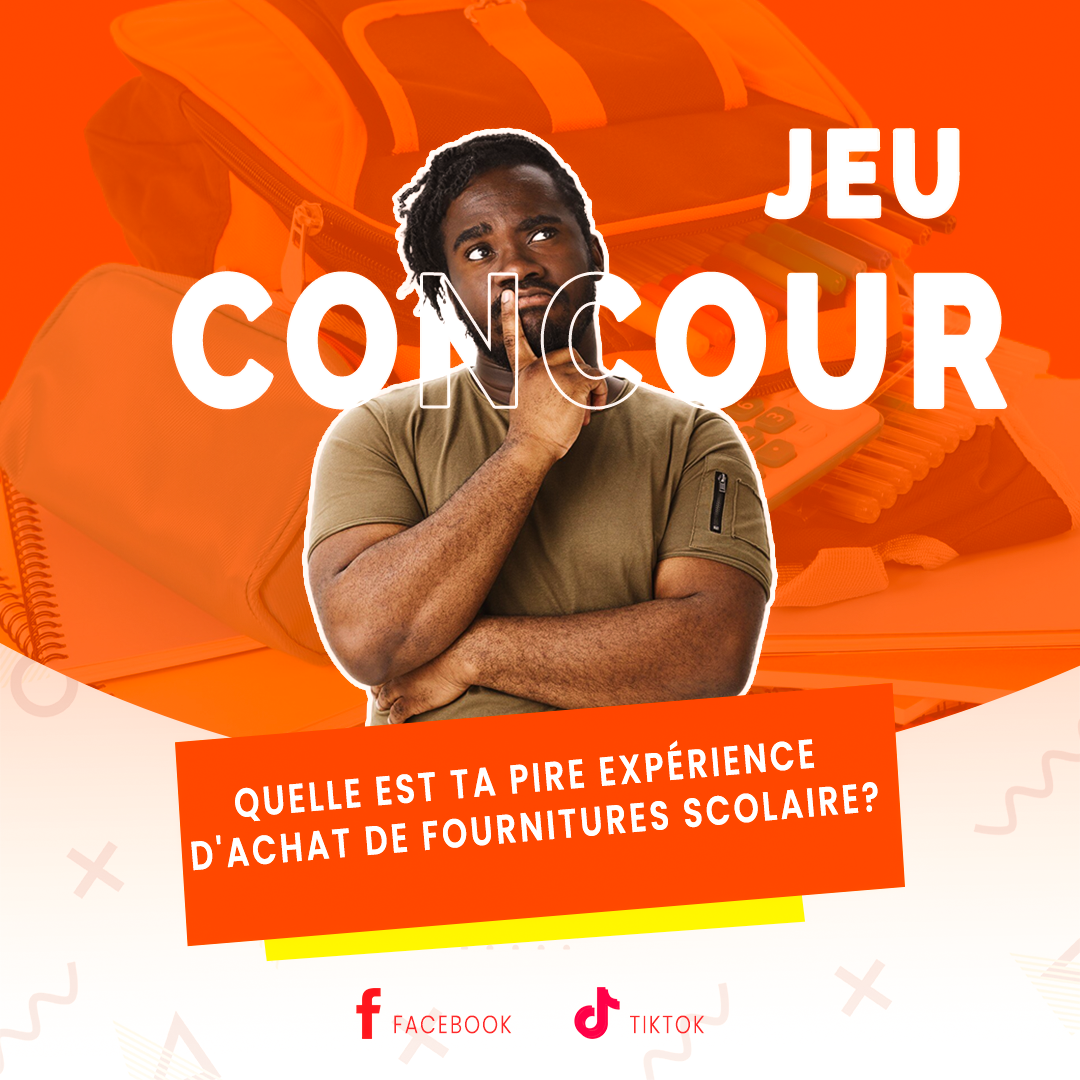 JEU
CONCOUR
QUELLE EST TA PIRE EXPÉRIENCE
D'ACHAT DE FOURNITURES SCOLAIRE?
FACEBOOK
TIKTOK